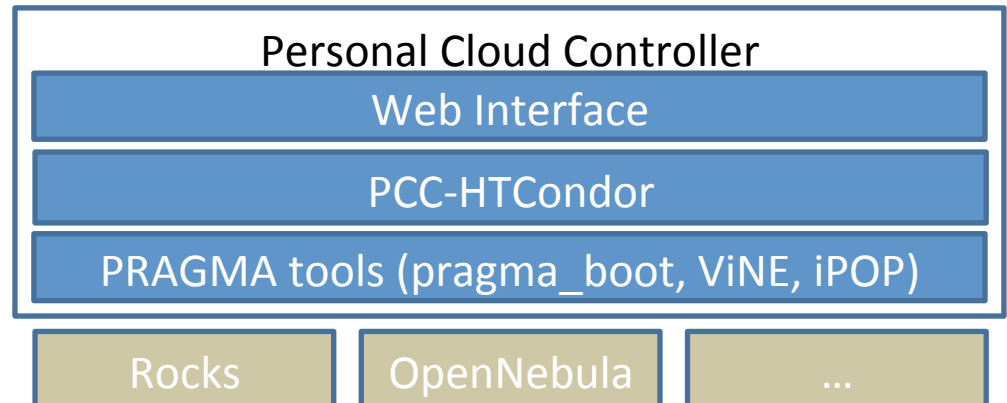 Personal Cloud Controller
Web Interface
PCC-HTCondor
PRAGMA tools (pragma_boot, ViNE, iPOP)
Rocks OpenNebula ...